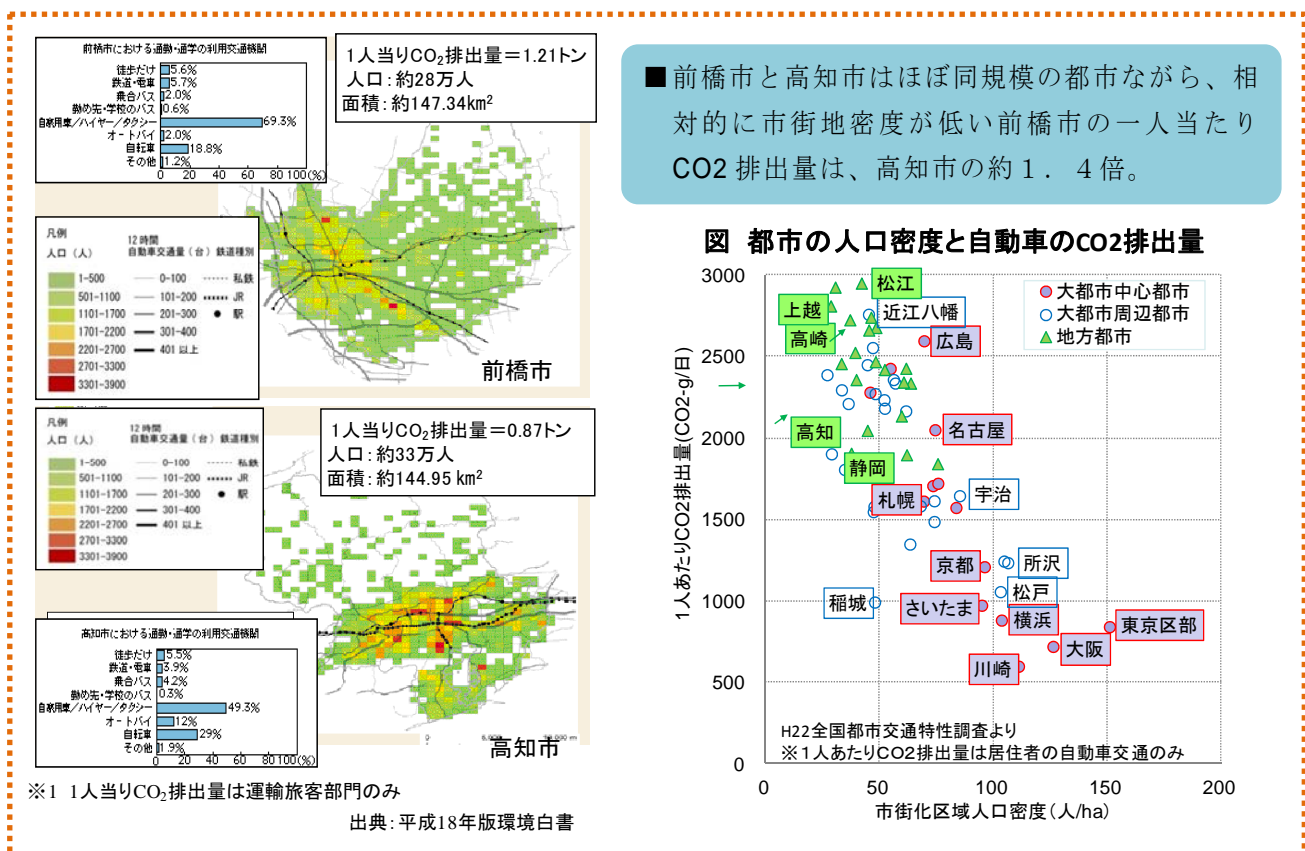 前橋市における通勤・通学の利用交通機関
徒歩だけ 5.6%
鉄道・電車 5.7%
乗合バス 2.0%
勤め先・学校のバス 0.6%
自家用車/ハイヤー/タクシー 69.3%
オートバイ 2.0%
自転車 18.8%
その他 1.2%
0 20 40 60 80 100(%)
1人当りCO2排出量=1.21トン
人口:約28万人
面積:約147.34km2
凡例
人口(人)
12時間
自動車交通量(台) 鉄道種別
1-500 0-100 私鉄
501-1100 101-200 JR
1101-1700 201-300 駅
1701-2200 301-400
2201-2700 401 以上
2701-3300
3301-3900
前橋市
凡例
人口(人)
12時間
自動車交通量(台) 鉄道種別
1-500 0-100 私鉄
501-1100 101-200 JR
1101-1700 201-300 駅
1701-2200 301-400
2201-2700 401 以上
2701-3300
3301-3900
1人当りCO2排出量=0.87トン
人口:約33万人
面積:約144.95 km2
高知市における通勤・通学の利用交通機関
徒歩だけ 5.5%
鉄道・電車 3.9%
乗合バス 4.2%
勤め先・学校のバス 0.3%
自家用車/ハイヤー/タクシー 49.3%
オートバイ 12%
自転車 29%
その他 1.9%
0 20 40 60 80 100(%)
高知市
※1 1人当りCO2排出量は運輸旅客部門のみ
出典:平成18年版環境白書
■前橋市と高知市はほぼ同規模の都市ながら、相
対的に市街地密度が低い前橋市の一人当たり
CO2排出量は、高知市の約1.4倍。
図 都市の人口密度と自動車のCO2排出量
1人あたりCO2排出量(CO2-g/日)
3000
2500
2000
1500
1000
500
0
大都市中心都市
大都市周辺都市
地方都市
松江
上越
近江八幡
高崎
広島
高知
名古屋
静岡
札幌
宇治
京都
所沢
稲城
さいたま
松戸
横浜
東京区部
大阪
川崎
H22全国都市交通特性調査より
※1人あたりCO2排出量は居住者の自動車交通のみ
0 50 100 150 200
市街化区域人口密度(人/ha)